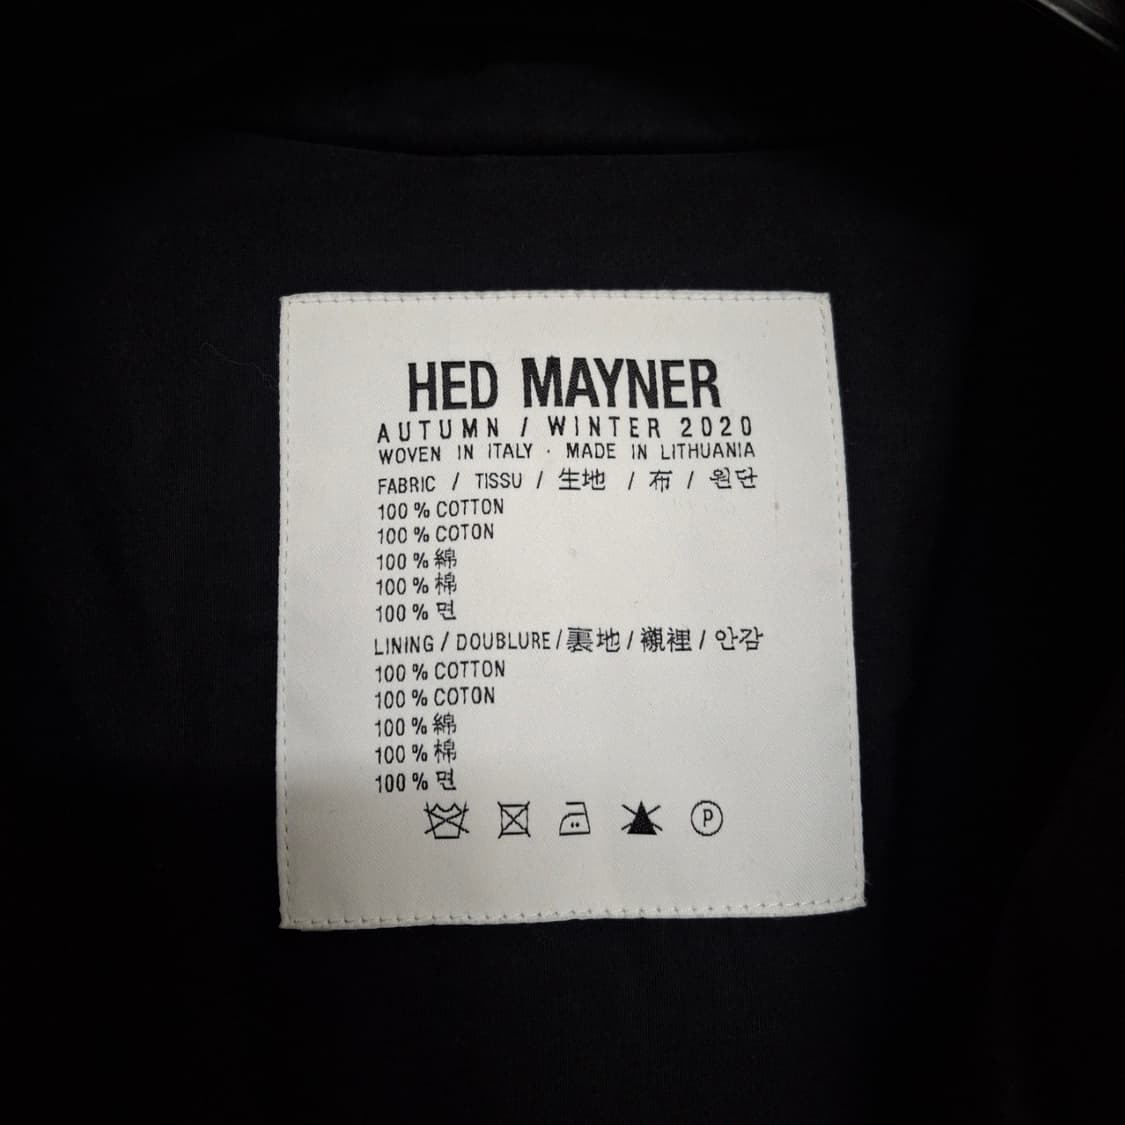 HED MAYNER
AUTUMN / WINTER 2020
WOVEN IN ITALY · MADE IN LITHUANIA
FABRIC / TISSU / 生地 / 布 / 원단
100 % COTTON
100 % COTON
100 % 綿
100 % 棉
100 % 면
LINING / DOUBLURE / 裏地 / 襯裡 / 안감
100 % COTTON
100 % COTON
100 % 綿
100 % 棉
100 % 면
P